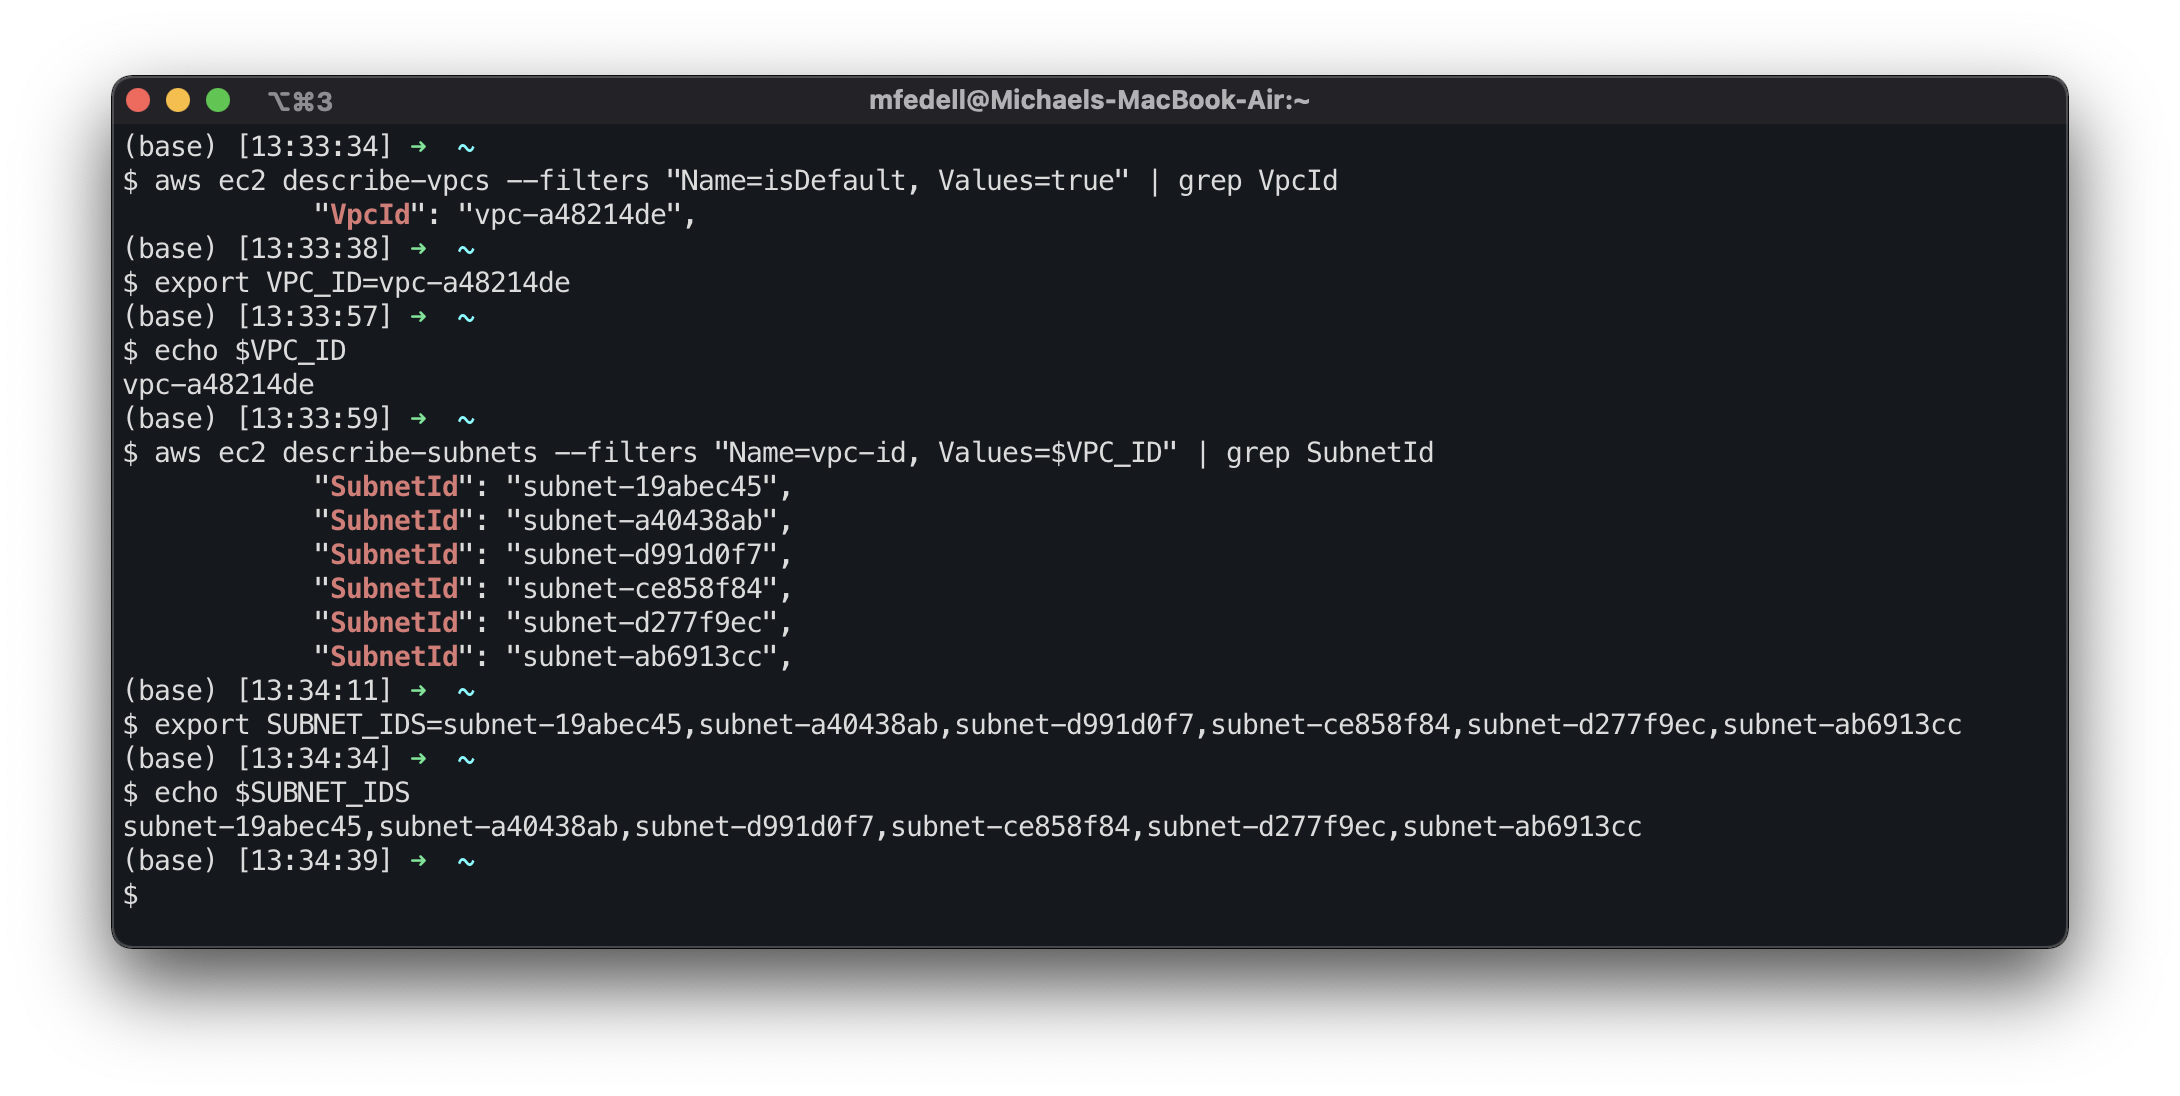 ⌥⌘3
mfedell@Michaels-MacBook-Air:~
(base) [13:33:34] ➜  ~
$ aws ec2 describe-vpcs --filters "Name=isDefault, Values=true" | grep VpcId
            "VpcId": "vpc-a48214de",
(base) [13:33:38] ➜  ~
$ export VPC_ID=vpc-a48214de
(base) [13:33:57] ➜  ~
$ echo $VPC_ID
vpc-a48214de
(base) [13:33:59] ➜  ~
$ aws ec2 describe-subnets --filters "Name=vpc-id, Values=$VPC_ID" | grep SubnetId
            "SubnetId": "subnet-19abec45",
            "SubnetId": "subnet-a40438ab",
            "SubnetId": "subnet-d991d0f7",
            "SubnetId": "subnet-ce858f84",
            "SubnetId": "subnet-d277f9ec",
            "SubnetId": "subnet-ab6913cc",
(base) [13:34:11] ➜  ~
$ export SUBNET_IDS=subnet-19abec45,subnet-a40438ab,subnet-d991d0f7,subnet-ce858f84,subnet-d277f9ec,subnet-ab6913cc
(base) [13:34:34] ➜  ~
$ echo $SUBNET_IDS
subnet-19abec45,subnet-a40438ab,subnet-d991d0f7,subnet-ce858f84,subnet-d277f9ec,subnet-ab6913cc
(base) [13:34:39] ➜  ~
$